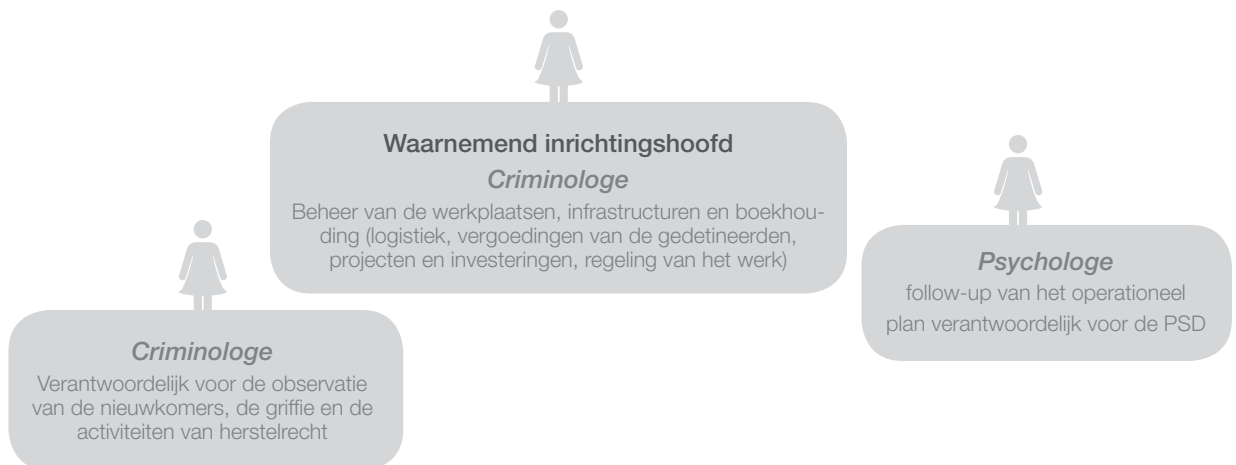 Waarnemend inrichtingshoofd
Criminologe
Beheer van de werkplaatsen, infrastructuren en boekhou-
ding (logistiek, vergoedingen van de gedetineerden,
projecten en investeringen, regeling van het werk)
Psychologe
follow-up van het operationeel
plan verantwoordelijk voor de PSD
Criminologe
Verantwoordelijk voor de observatie
van de nieuwkomers, de griffie en de
activiteiten van herstelrecht